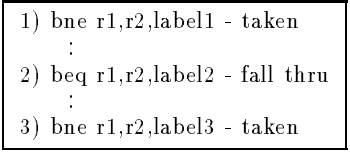 1) bne r1,r2,label1 - taken
:
2) beq r1,r2,label2 - fall thru
:
3) bne r1,r2,label3 - taken